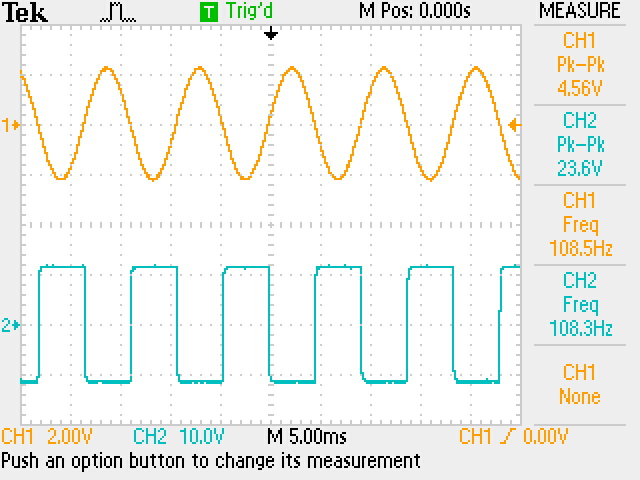 Tek T Trig'd M Pos: 0.000s MEASURE
CH1
Pk-Pk
4.56V
CH2
Pk-Pk
23.6V
CH1
Freq
108.5Hz
CH2
Freq
108.3Hz
CH1
None
1
2
CH1 2.00V CH2 10.0V M 5.00ms CH1 0.00V
Push an option button to change its measurement